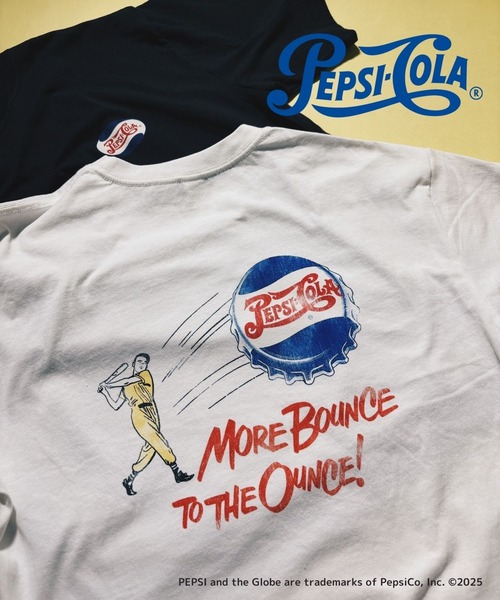 PEPSI-COLA®
PEPSI-COLA
PEPSI-COLA
MORE BOUNCE
TO THE OUNCE!
PEPSI and the Globe are trademarks of PepsiCo, Inc. ©2025